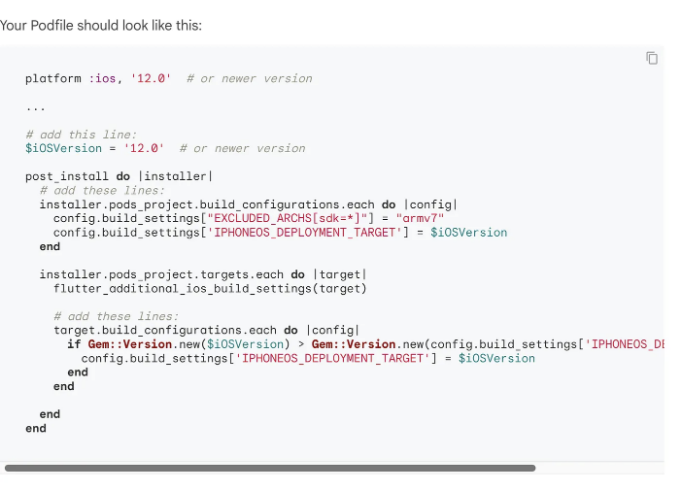 Your Podfile should look like this:
platform :ios, '12.0'  # or newer version
...
# add this line:
$iOSVersion = '12.0'  # or newer version
post_install do |installer|
  # add these lines:
  installer.pods_project.build_configurations.each do |config|
    config.build_settings["EXCLUDED_ARCHS[sdk=*]"] = "armv7"
    config.build_settings['IPHONEOS_DEPLOYMENT_TARGET'] = $iOSVersion
  end
  installer.pods_project.targets.each do |target|
    flutter_additional_ios_build_settings(target)
    # add these lines:
    target.build_configurations.each do |config|
      if Gem::Version.new($iOSVersion) > Gem::Version.new(config.build_settings['IPHONEOS_DE
        config.build_settings['IPHONEOS_DEPLOYMENT_TARGET'] = $iOSVersion
      end
    end
  end
end